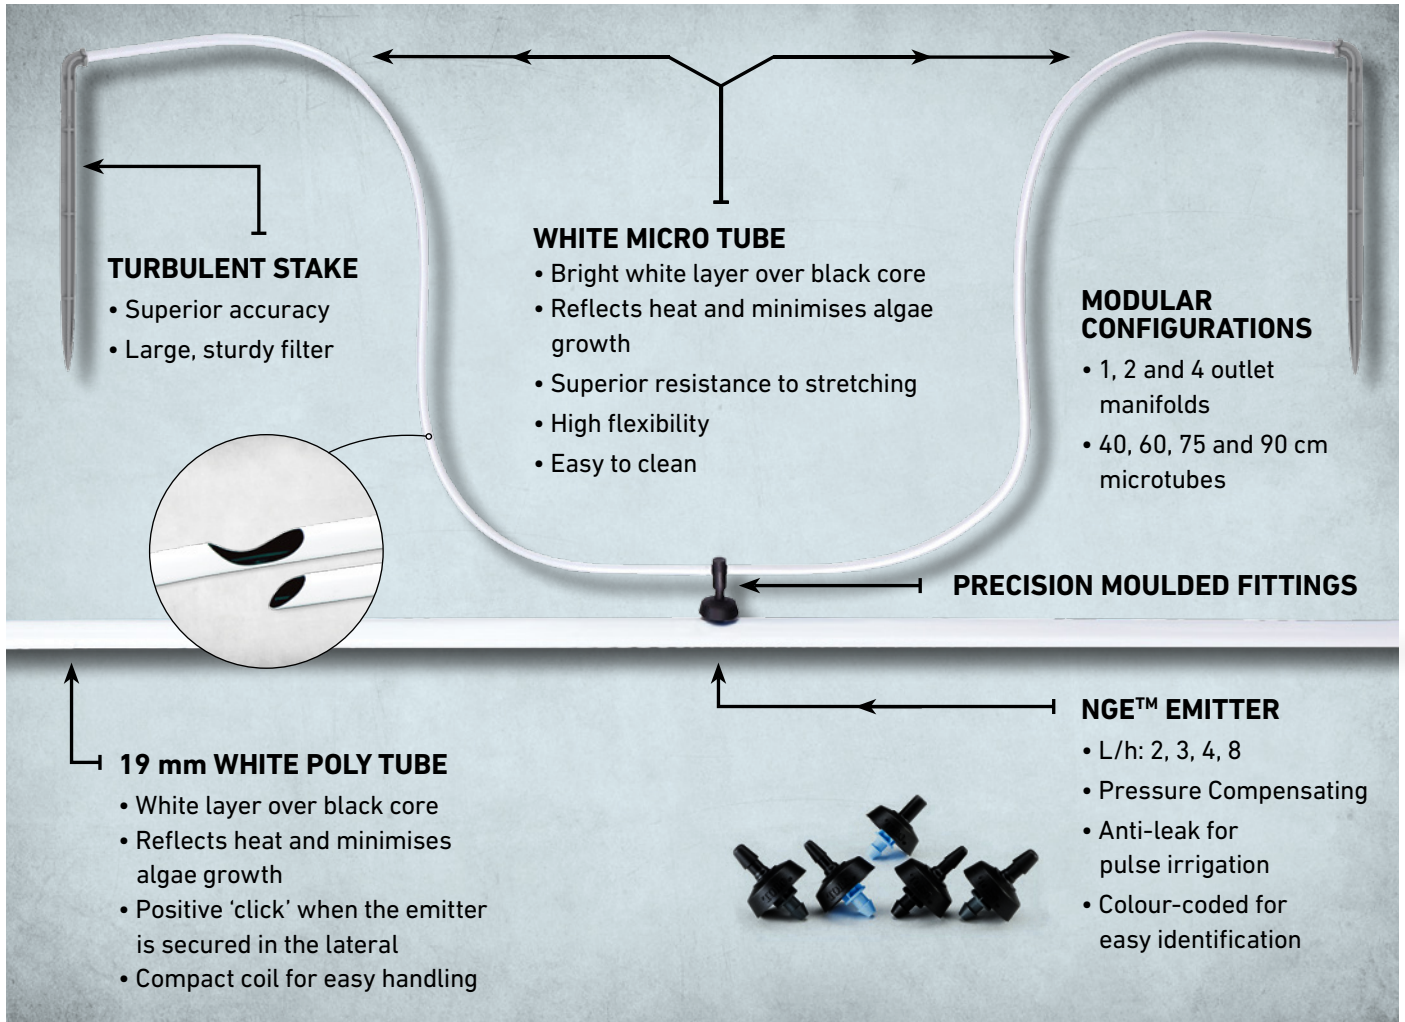 TURBULENT STAKE
• Superior accuracy
• Large, sturdy filter
WHITE MICRO TUBE
• Bright white layer over black core
• Reflects heat and minimises algae
growth
• Superior resistance to stretching
• High flexibility
• Easy to clean
MODULAR
CONFIGURATIONS
• 1, 2 and 4 outlet
manifolds
• 40, 60, 75 and 90 cm
microtubes
PRECISION MOULDED FITTINGS
19 mm WHITE POLY TUBE
• White layer over black core
• Reflects heat and minimises
algae growth
• Positive ‘click’ when the emitter
is secured in the lateral
• Compact coil for easy handling
NGE™ EMITTER
• L/h: 2, 3, 4, 8
• Pressure Compensating
• Anti-leak for
pulse irrigation
• Colour-coded for
easy identification